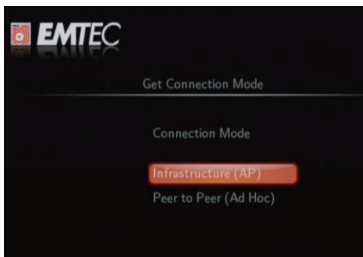 EMTEC
Get Connection Mode
Connection Mode
Infrastructure (AP)
Peer to Peer (Ad Hoc)